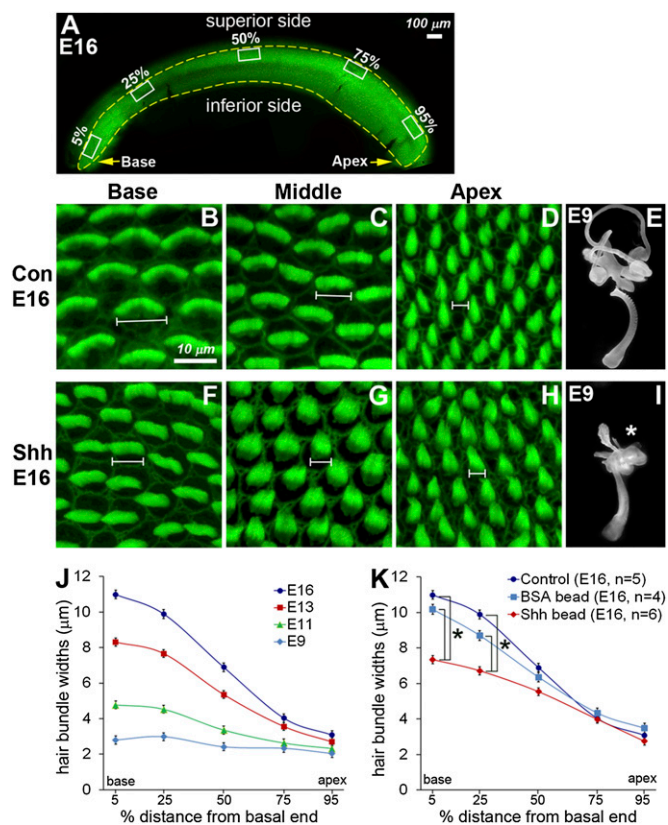 A
E16
superior side
100 µm
5%
25%
50%
75%
95%
inferior side
Base
Apex
Base
Middle
Apex
Con
E16
B
10 µm
C
D
E9
E
Shh
E16
F
G
H
E9
I
*
J
hair bundle widths (µm)
12
10
8
6
4
2
0
E16
E13
E11
E9
base
apex
5
25
50
75
95
% distance from basal end
K
hair bundle widths (µm)
12
10
8
6
4
2
0
Control (E16, n=5)
BSA bead (E16, n=4)
Shh bead (E16, n=6)
*
*
base
apex
5
25
50
75
95
% distance from basal end